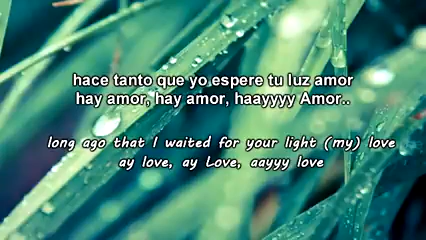 hace tanto que yo espere tu luz amor
hay amor, hay amor, haayyyy Amor..
long ago that I waited for your light (my) love
ay love, ay Love, aayyy love